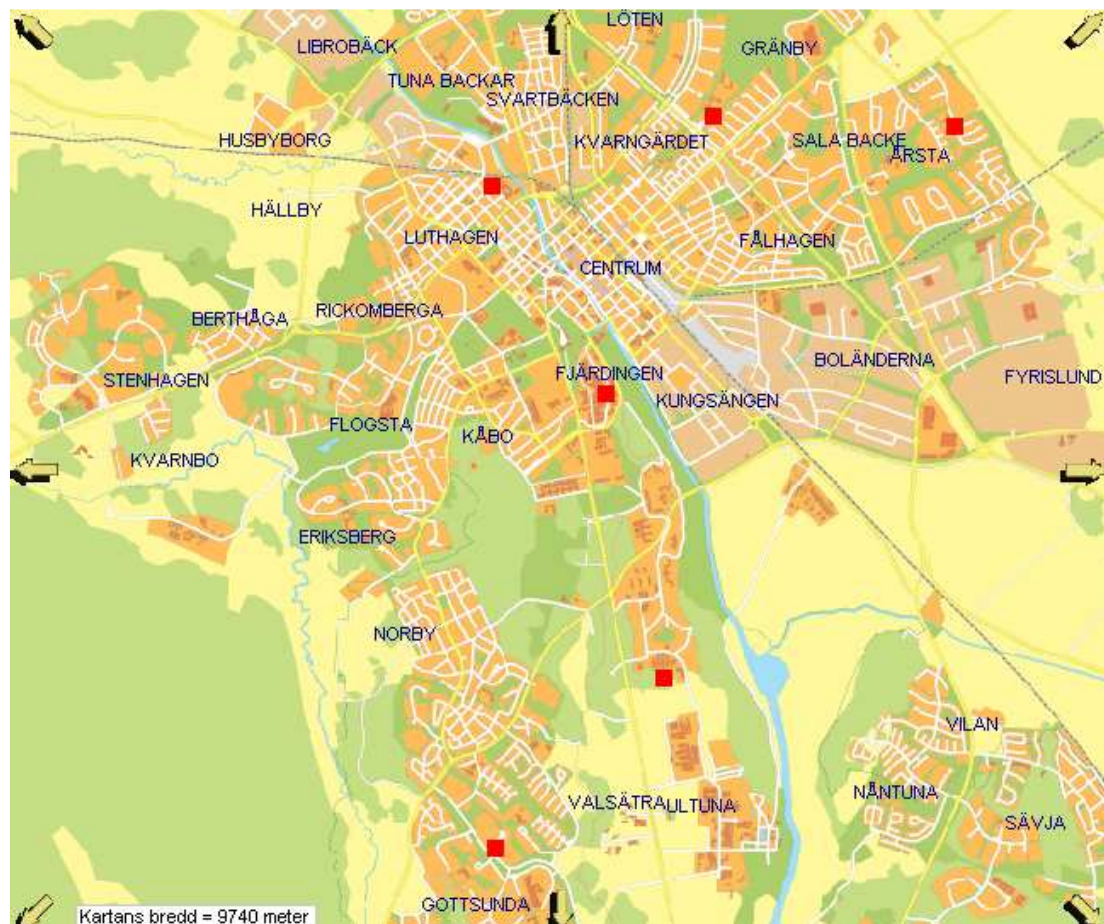 LÖTEN
LIBROBÄCK
GRÄNBY
TUNA BACKAR
SVARTBÄCKEN
HUSBYBORG
KVARNGÄRDET
SALA BACKE
ÅRSTA
HÄLLBY
LUTHAGEN
FÅLHAGEN
CENTRUM
RICKOMBERGA
BERTHÅGA
BOLÄNDERNA
STENHAGEN
FJÄRDINGEN
FYRISLUND
KUNGSÄNGEN
FLOGSTA
KÅBO
KVARNBO
ERIKSBERG
NORBY
VILAN
NÅNTUNA
VALSÄTRA
ULTUNA
SÄVJA
GOTTSUNDA
Kartans bredd = 9740 meter